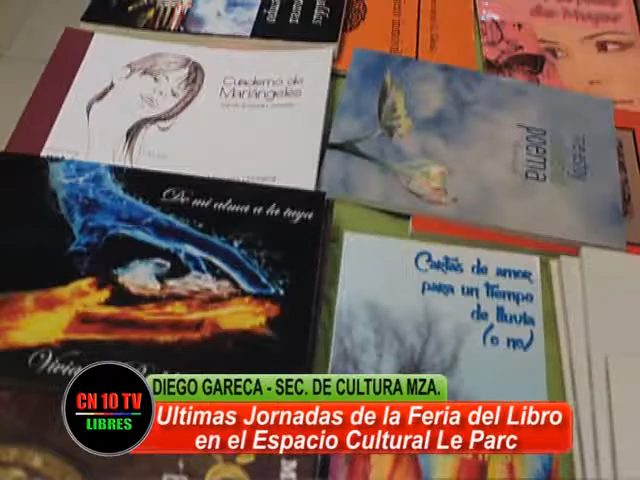 Cuaderno de
Mariángeles
poema
De mi alma a la tuya
Cartas de amor
para un tiempo
de lluvia
(o no)
CN 10 TV
LIBRES
DIEGO GARECA - SEC. DE CULTURA MZA.
Ultimas Jornadas de la Feria del Libro
en el Espacio Cultural Le Parc